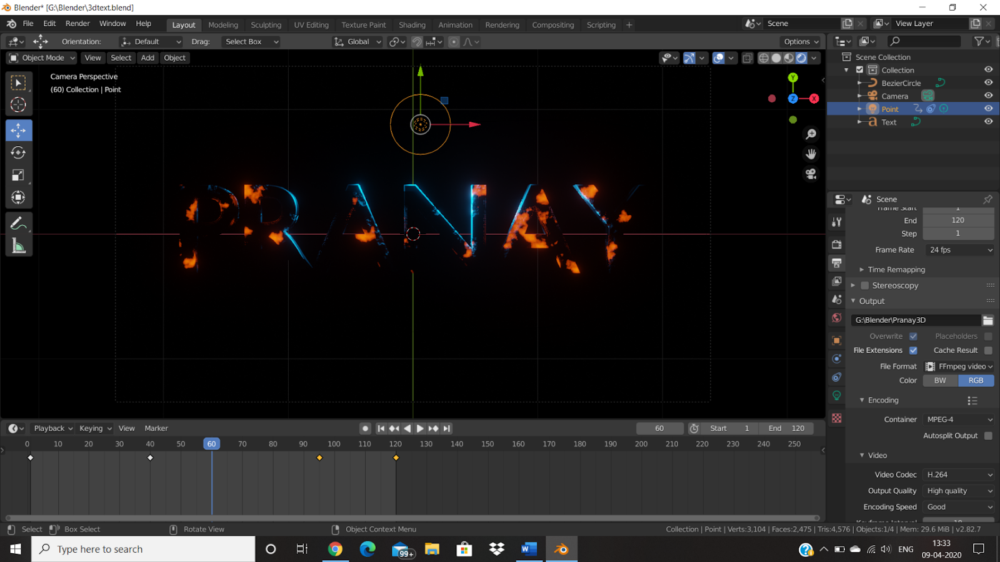 Blender* [G:\Blender\3dtext.blend]
File Edit Render Window Help Layout Modeling Sculpting UV Editing Texture Paint Shading Animation Rendering Compositing Scripting + Scene View Layer
Orientation: Default Drag: Select Box Global Options
Object Mode View Select Add Object
Camera Perspective
(60) Collection | Point
Y
Z X
PRANAY
Scene Collection
Collection
BezierCircle
Camera
Point
a Text
Scene
Frame Start 1
End 120
Step 1
Frame Rate 24 fps
Time Remapping
Stereoscopy
Output
G:\Blender\Pranay3D
Overwrite Placeholders
File Extensions Cache Result
File Format FFmpeg video
Color BW RGB
Encoding
Container MPEG-4
Autosplit Output
Video
Video Codec H.264
Output Quality High quality
Encoding Speed Good
Keyframe Interval 18
Playback Keying View Marker 60 Start 1 End 120
0 10 20 30 40 50 60 70 80 90 100 110 120 130 140 150 160 170 180 190 200 210 220 230 240 250
Select Box Select Rotate View Object Context Menu Collection | Point | Verts:3,104 | Faces:2,475 | Tris:4,576 | Objects:1/4 | Mem: 29.6 MiB | v2.82.7
Type here to search 99+ W ENG 13:33
09-04-2020